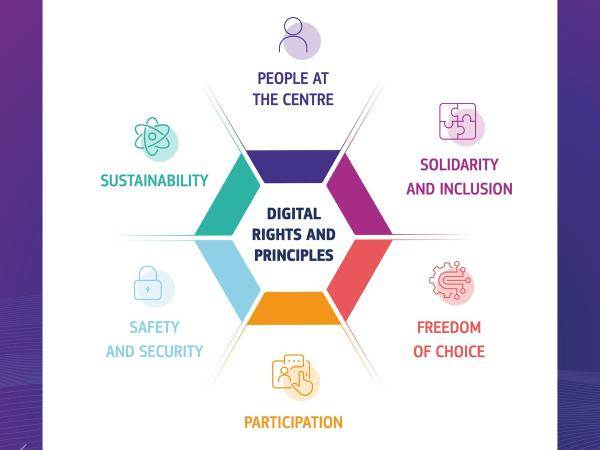 PEOPLE AT
THE CENTRE
SOLIDARITY
AND INCLUSION
SUSTAINABILITY
DIGITAL
RIGHTS AND
PRINCIPLES
SAFETY
AND SECURITY
FREEDOM
OF CHOICE
PARTICIPATION